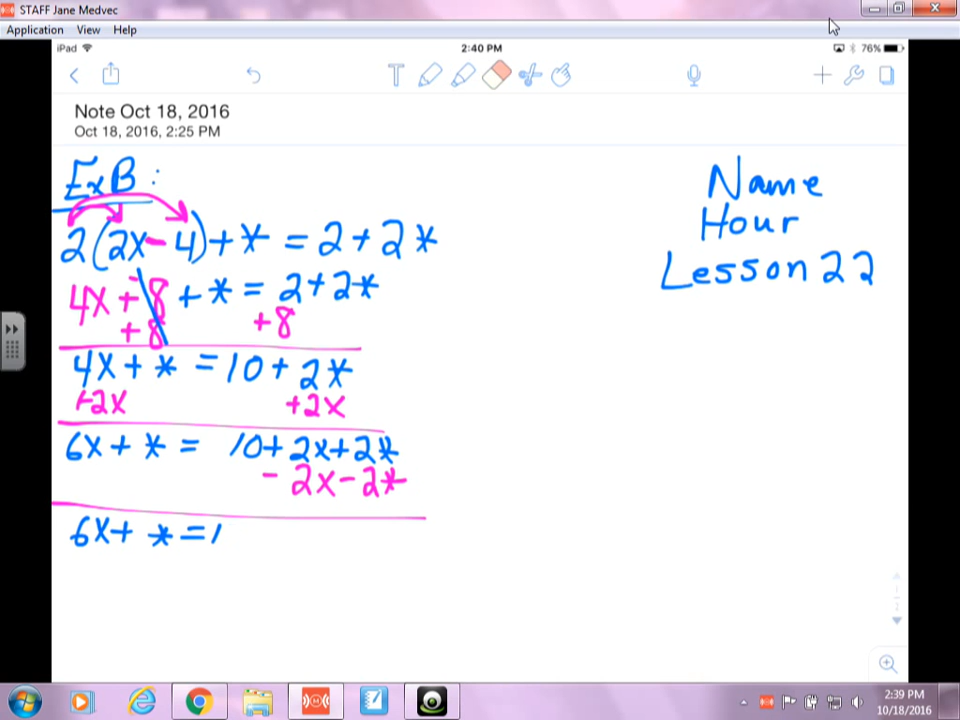 STAFF Jane Medvec
Application View Help
iPad 2:40 PM 76%
T
Note Oct 18, 2016
Oct 18, 2016, 2:25 PM
Ex B:
2(2x-4)+* = 2+2*
4x+-8+* = 2+2*
+8 +8
4x+* = 10+2*
+2x +2x
6x+* = 10+2x+2*
-2x-2*
6x+*=1
Name
Hour
Lesson 22
2:39 PM
10/18/2016